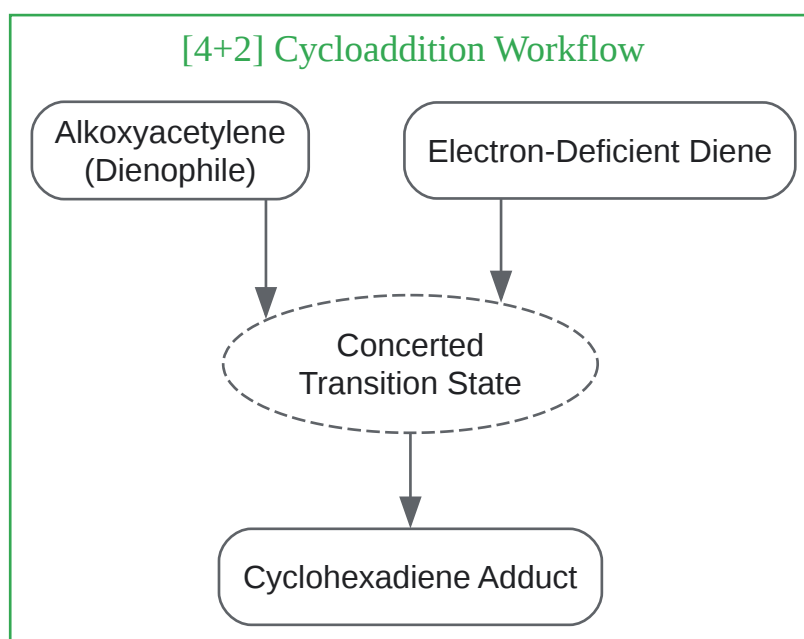 [4+2] Cycloaddition Workflow
Alkoxyacetylene
(Dienophile)
Electron-Deficient Diene
Concerted
Transition State
Cyclohexadiene Adduct